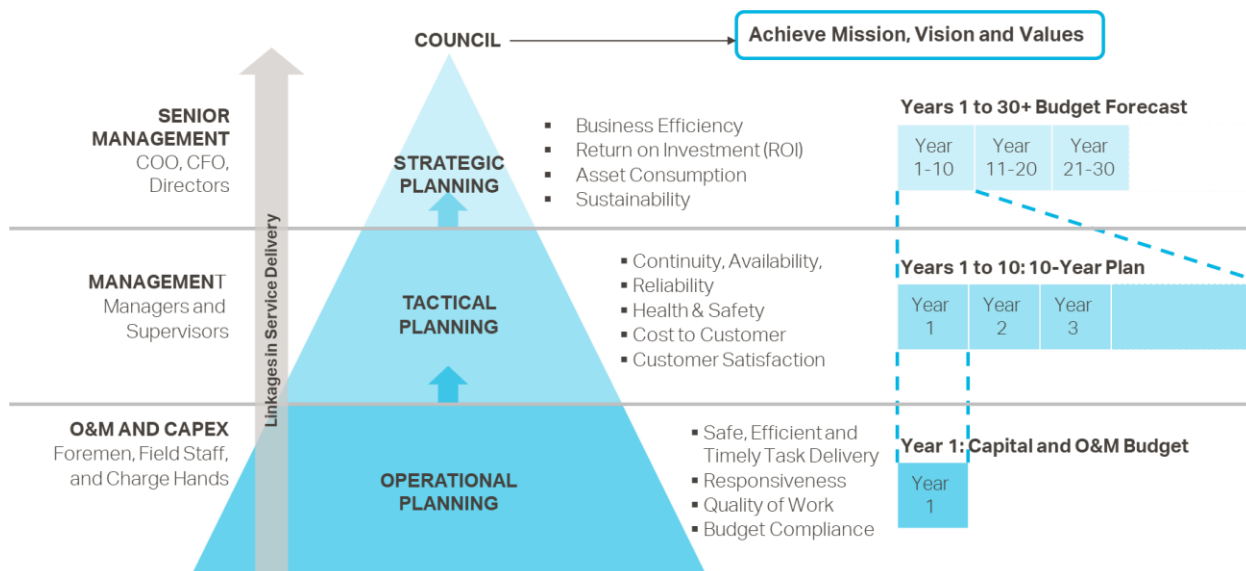 COUNCIL
Achieve Mission, Vision and Values
Linkages in Service Delivery
SENIOR
MANAGEMENT
COO, CFO,
Directors
STRATEGIC
PLANNING
▪ Business Efficiency
▪ Return on Investment (ROI)
▪ Asset Consumption
▪ Sustainability
Years 1 to 30+ Budget Forecast
Year
1-10
Year
11-20
Year
21-30
MANAGEMENT
Managers and
Supervisors
TACTICAL
PLANNING
▪ Continuity, Availability,
▪ Reliability
▪ Health & Safety
▪ Cost to Customer
▪ Customer Satisfaction
Years 1 to 10: 10-Year Plan
Year
1
Year
2
Year
3
O&M AND CAPEX
Foremen, Field Staff,
and Charge Hands
OPERATIONAL
PLANNING
▪ Safe, Efficient and
Timely Task Delivery
▪ Responsiveness
▪ Quality of Work
▪ Budget Compliance
Year 1: Capital and O&M Budget
Year
1